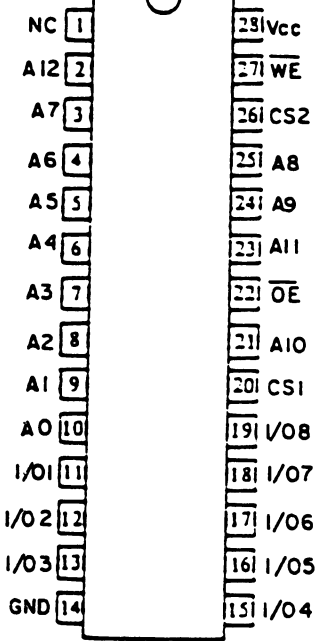 NC 1 28 Vcc
A12 2 27 W̅E̅
A7 3 26 CS2
A6 4 25 A8
A5 5 24 A9
A4 6 23 A11
A3 7 22 O̅E̅
A2 8 21 A10
A1 9 20 CS1
A0 10 19 I/O8
I/O1 11 18 I/O7
I/O2 12 17 I/O6
I/O3 13 16 I/O5
GND 14 15 I/O4